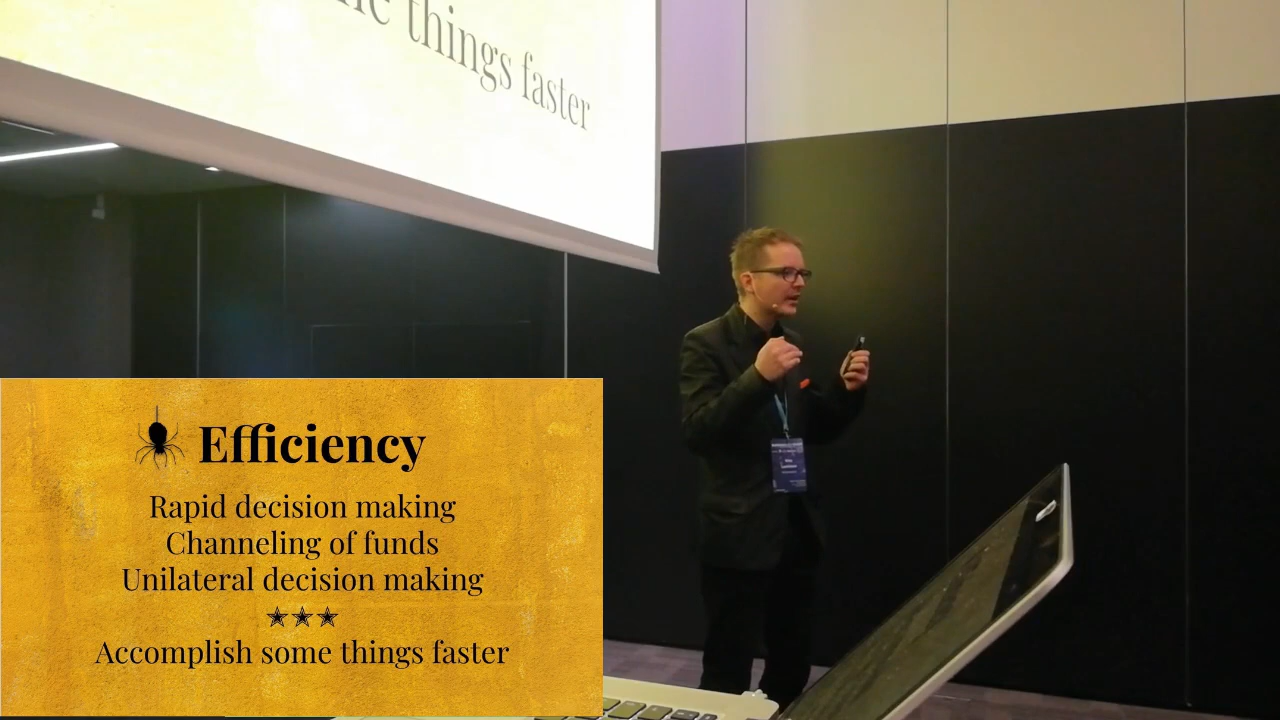 things faster
Efficiency
Rapid decision making
Channeling of funds
Unilateral decision making
Accomplish some things faster